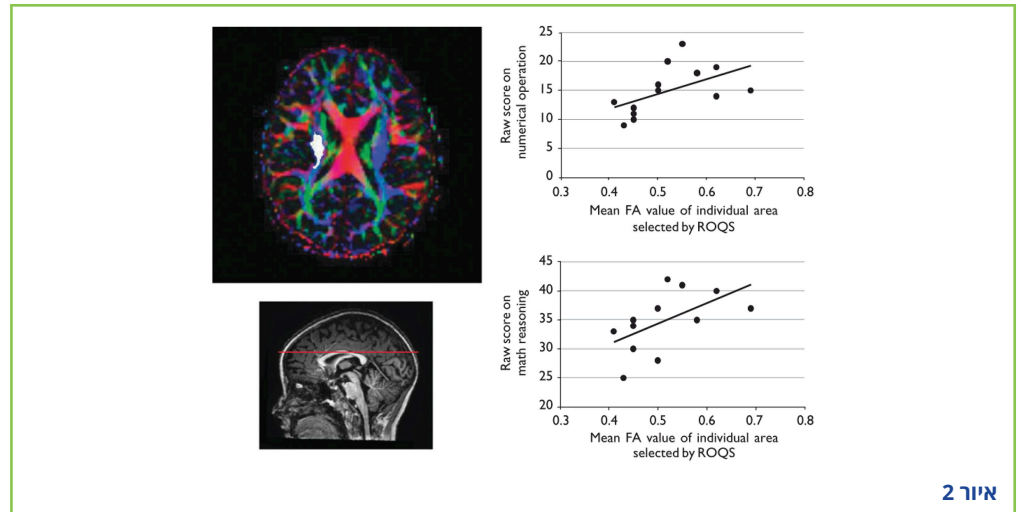 25
20
15
10
5
0
0.3 0.4 0.5 0.6 0.7 0.8
Raw score on
numerical operation
Mean FA value of individual area
selected by ROQS
45
40
35
30
25
20
0.3 0.4 0.5 0.6 0.7 0.8
Raw score on
math reasoning
Mean FA value of individual area
selected by ROQS
איור 2